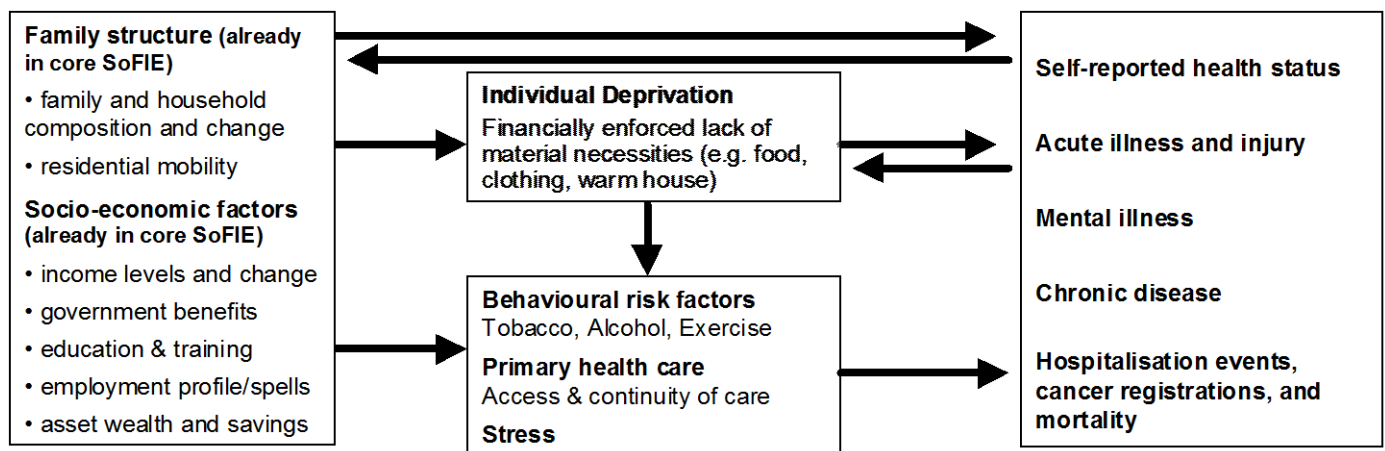 Family structure (already
in core SoFIE)
• family and household
composition and change
• residential mobility
Socio-economic factors
(already in core SoFIE)
• income levels and change
• government benefits
• education & training
• employment profile/spells
• asset wealth and savings
Individual Deprivation
Financially enforced lack of
material necessities (e.g. food,
clothing, warm house)
Behavioural risk factors
Tobacco, Alcohol, Exercise
Primary health care
Access & continuity of care
Stress
Self-reported health status
Acute illness and injury
Mental illness
Chronic disease
Hospitalisation events,
cancer registrations, and
mortality